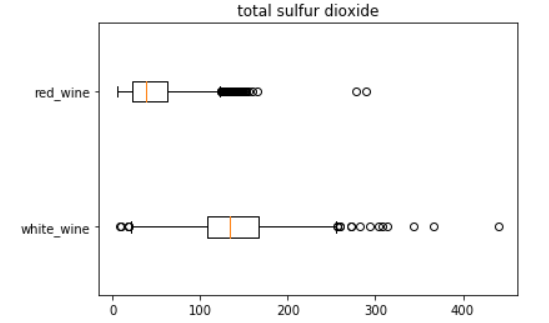 total sulfur dioxide
red_wine
white_wine
0 100 200 300 400